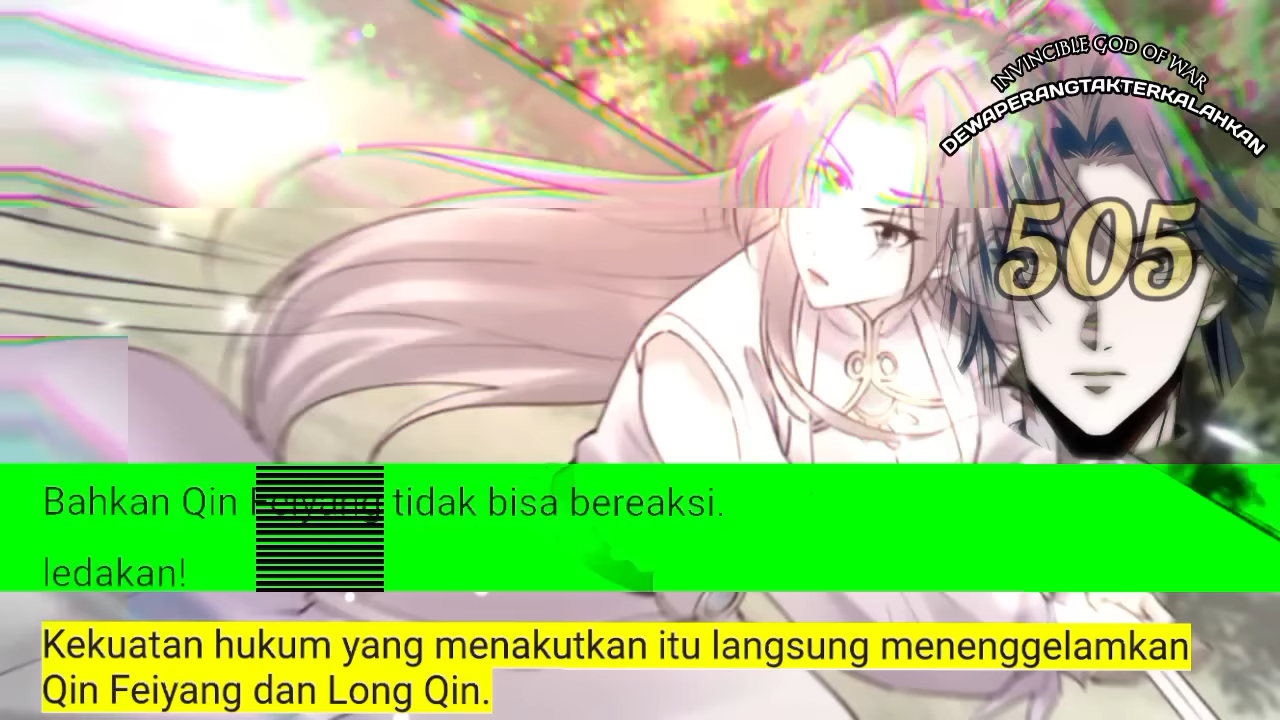 INVINCIBLE GOD OF WAR
DEWAPERANGTAKTERKALAHKAN
505
Bahkan Qin Feiyang tidak bisa bereaksi.
ledakan!
Kekuatan hukum yang menakutkan itu langsung menenggelamkan
Qin Feiyang dan Long Qin.